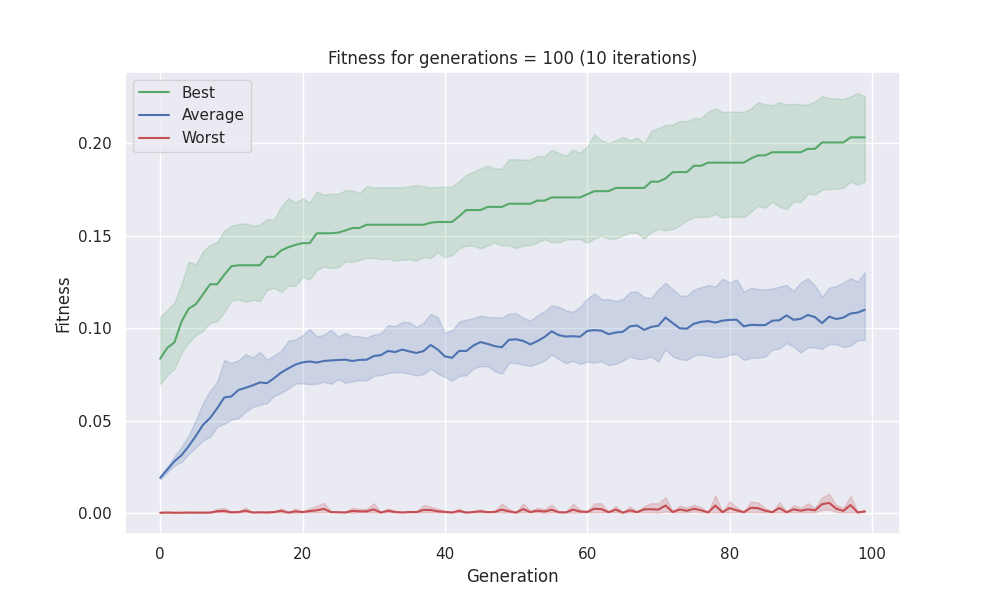 Fitness for generations = 100 (10 iterations)
Best
Average
Worst
Fitness
0.20
0.15
0.10
0.05
0.00
0 20 40 60 80 100
Generation